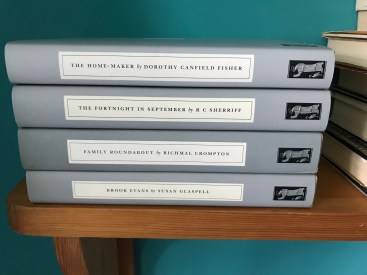 THE HOME-MAKER by DOROTHY CANFIELD FISHER
THE FORTNIGHT IN SEPTEMBER by R C SHERRIFF
FAMILY ROUNDABOUT by RICHMAL CROMPTON
BROOK EVANS by SUSAN GLASPELL